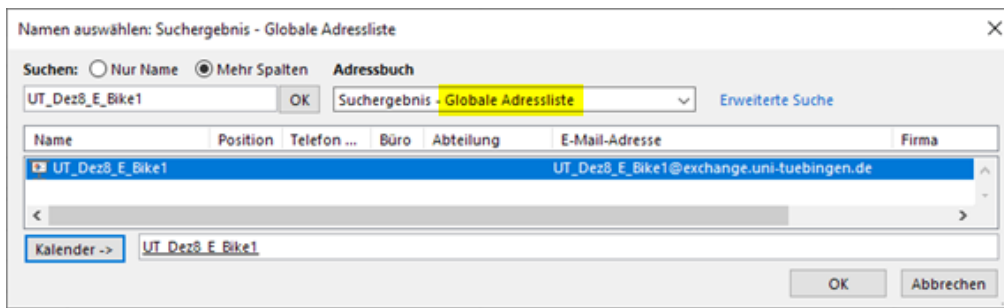 Namen auswählen: Suchergebnis - Globale Adressliste
Suchen: Nur Name Mehr Spalten Adressbuch
UT_Dez8_E_Bike1 OK Suchergebnis - Globale Adressliste Erweiterte Suche
Name Position Telefon ... Büro Abteilung E-Mail-Adresse Firma
UT_Dez8_E_Bike1 UT_Dez8_E_Bike1@exchange.uni-tuebingen.de
Kalender -> UT_Dez8_E_Bike1
OK Abbrechen